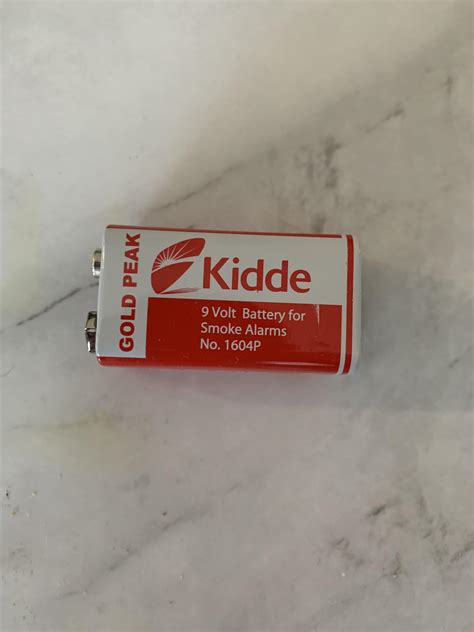 GOLD PEAK
Kidde
9 Volt Battery for
Smoke Alarms
No. 1604P